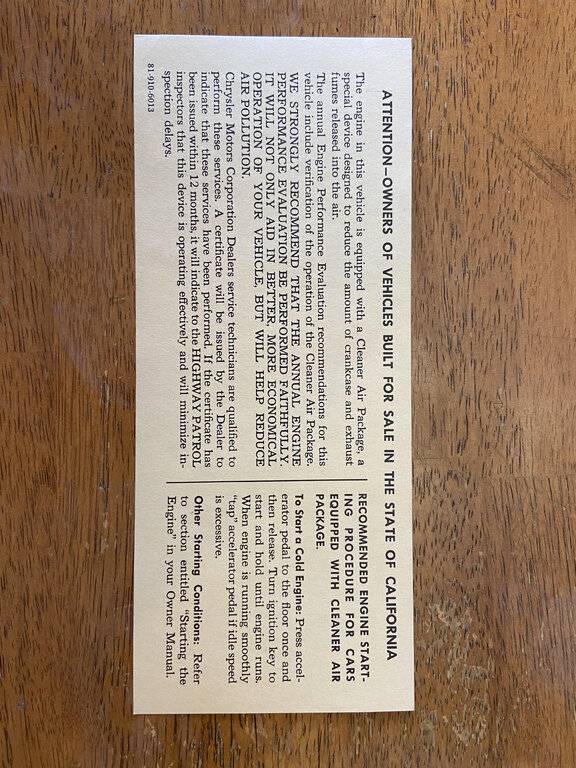 ATTENTION—OWNERS OF VEHICLES BUILT FOR SALE IN THE STATE OF CALIFORNIA
The engine in this vehicle is equipped with a Cleaner Air Package, a
special device designed to reduce the amount of crankcase and exhaust
fumes released into the air.
The annual Engine Performance Evaluation recommendations for this
vehicle include verification of the operation of the Cleaner Air Package.
WE STRONGLY RECOMMEND THAT THE ANNUAL ENGINE
PERFORMANCE EVALUATION BE PERFORMED FAITHFULLY.
IT WILL NOT ONLY AID IN BETTER, MORE ECONOMICAL
OPERATION OF YOUR VEHICLE, BUT WILL HELP REDUCE
AIR POLLUTION.
Chrysler Motors Corporation Dealers service technicians are qualified to
perform these services. A certificate will be issued by the Dealer to
indicate that these services have been performed. If the certificate has
been issued within 12 months, it will indicate to the HIGHWAY PATROL
inspectors that this device is operating effectively and will minimize in-
spection delays.
81-910-6013
RECOMMENDED ENGINE START-
ING PROCEDURE FOR CARS
EQUIPPED WITH CLEANER AIR
PACKAGE.
To Start a Cold Engine: Press accel-
erator pedal to the floor once and
then release. Turn ignition key to
start and hold until engine runs.
When engine is running smoothly
"tap" accelerator pedal if idle speed
is excessive.
Other Starting Conditions: Refer
to section entitled "Starting the
Engine" in your Owner Manual.